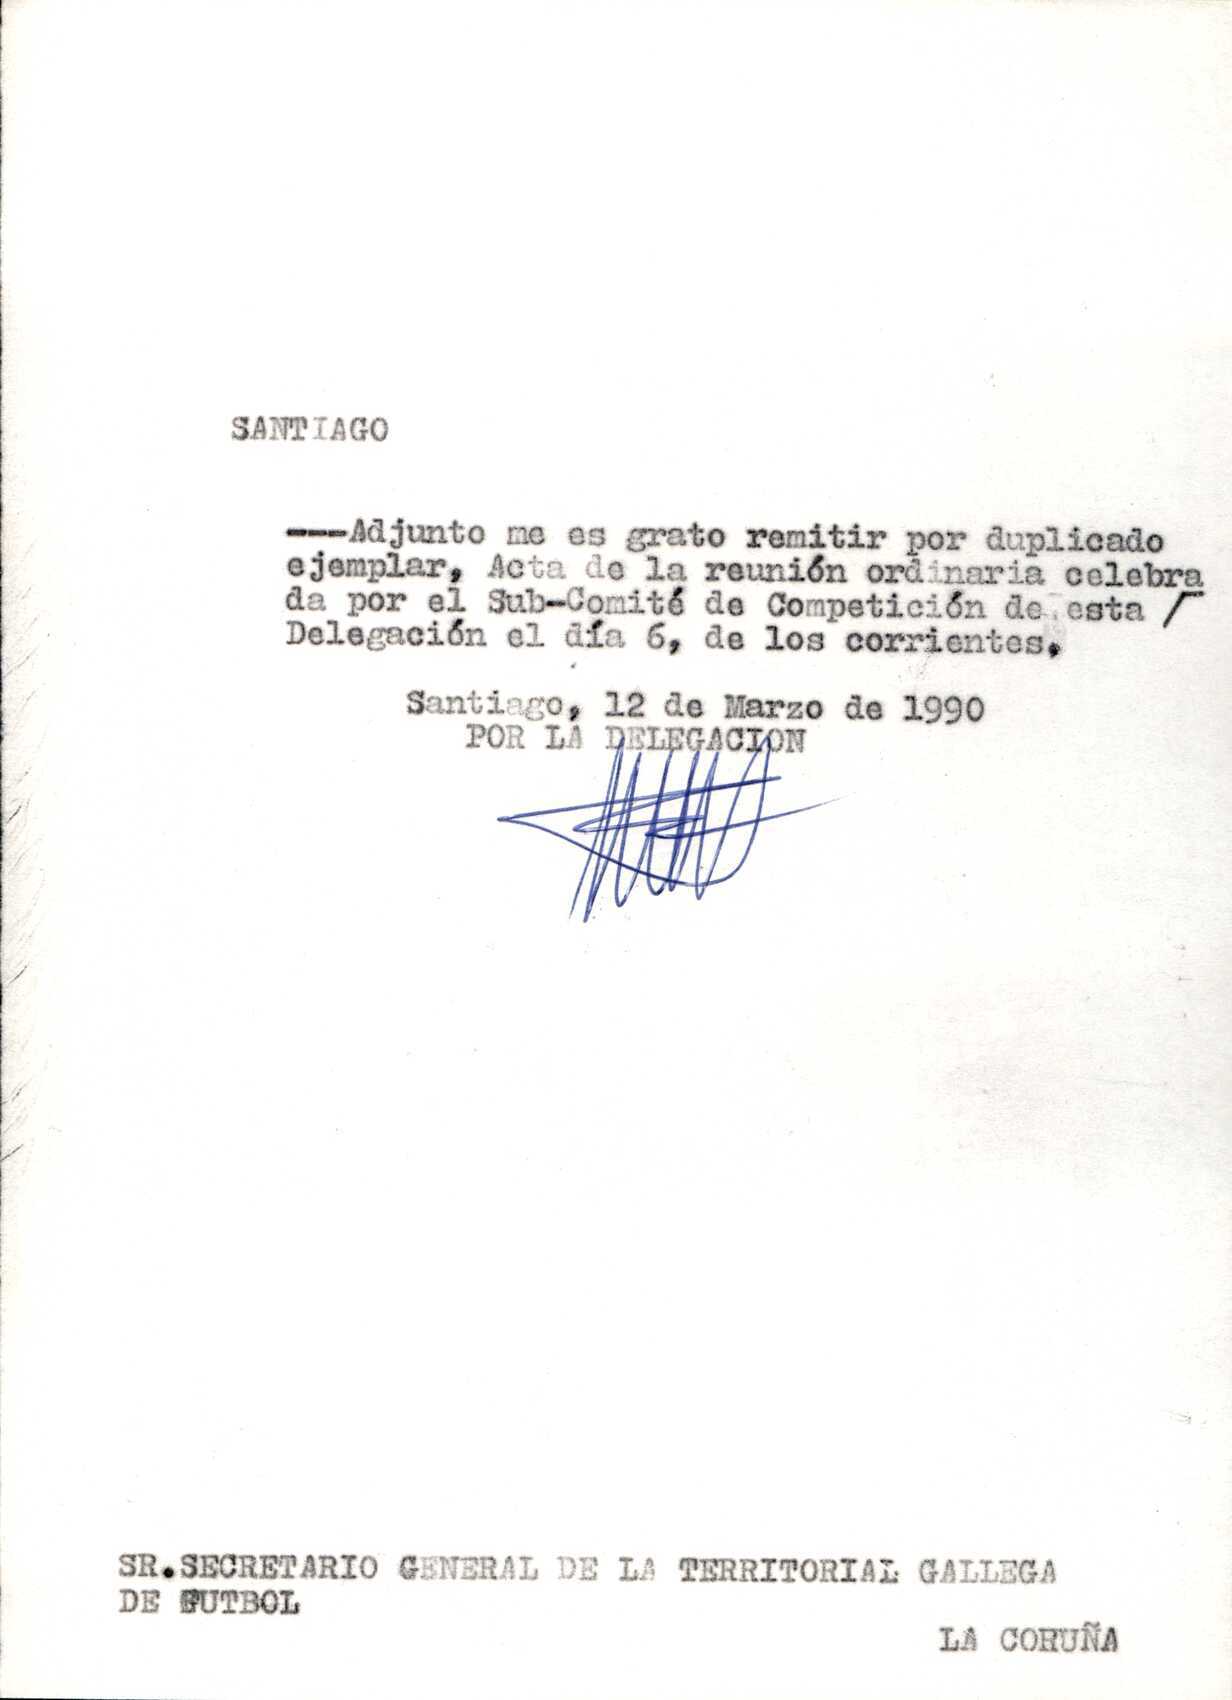 SANTIAGO
---Adjunto me es grato remitir por duplicado
ejemplar, Acta de la reunión ordinaria celebra
da por el Sub-Comité de Competición de esta /
Delegación el día 6, de los corrientes.
Santiago, 12 de Marzo de 1990
POR LA DELEGACION
SR.SECRETARIO GENERAL DE LA TERRITORIAL GALLEGA
DE FUTBOL
LA CORUÑA